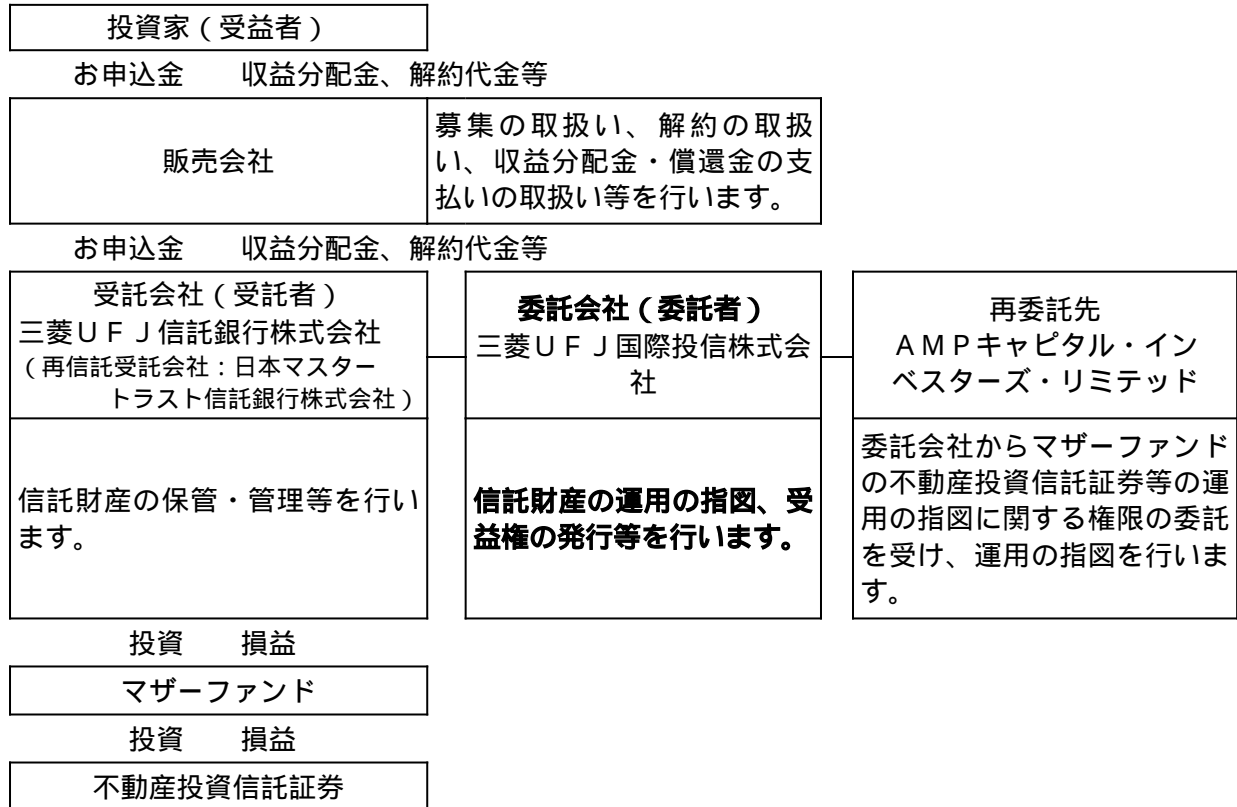 投資家（受益者）
お申込金　　収益分配金、解約代金等
販売会社
募集の取扱い、解約の取扱
い、収益分配金・償還金の支
払いの取扱い等を行います。
お申込金　　収益分配金、解約代金等
受託会社（受託者）
三菱ＵＦＪ信託銀行株式会社
（再信託受託会社：日本マスター
トラスト信託銀行株式会社）
委託会社（委託者）
三菱ＵＦＪ国際投信株式会
社
再委託先
ＡＭＰキャピタル・イン
ベスターズ・リミテッド
信託財産の保管・管理等を行い
ます。
信託財産の運用の指図、受
益権の発行等を行います。
委託会社からマザーファンド
の不動産投資信託証券等の運
用の指図に関する権限の委託
を受け、運用の指図を行いま
す。
投資　　損益
マザーファンド
投資　　損益
不動産投資信託証券